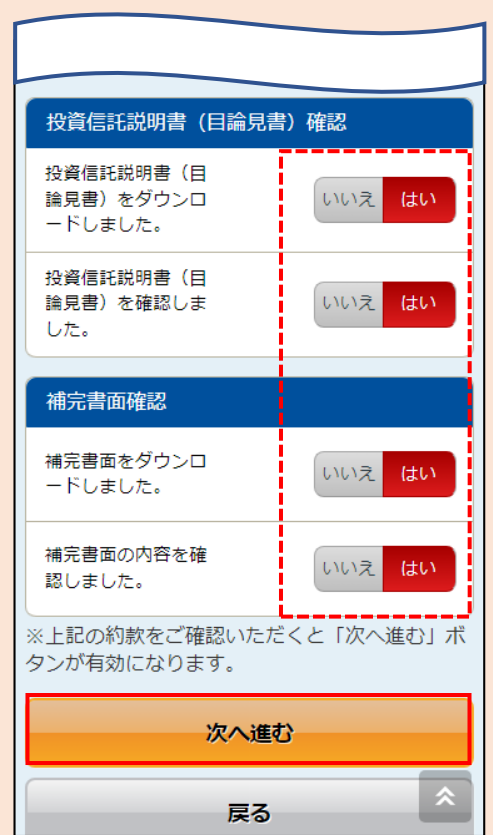 投資信託説明書（目論見書）確認
投資信託説明書（目
論見書）をダウンロ
ードしました。
いいえ はい
投資信託説明書（目
論見書）を確認しま
した。
いいえ はい
補完書面確認
補完書面をダウンロ
ードしました。
いいえ はい
補完書面の内容を確
認しました。
いいえ はい
※上記の約款をご確認いただくと「次へ進む」ボ
タンが有効になります。
次へ進む
戻る